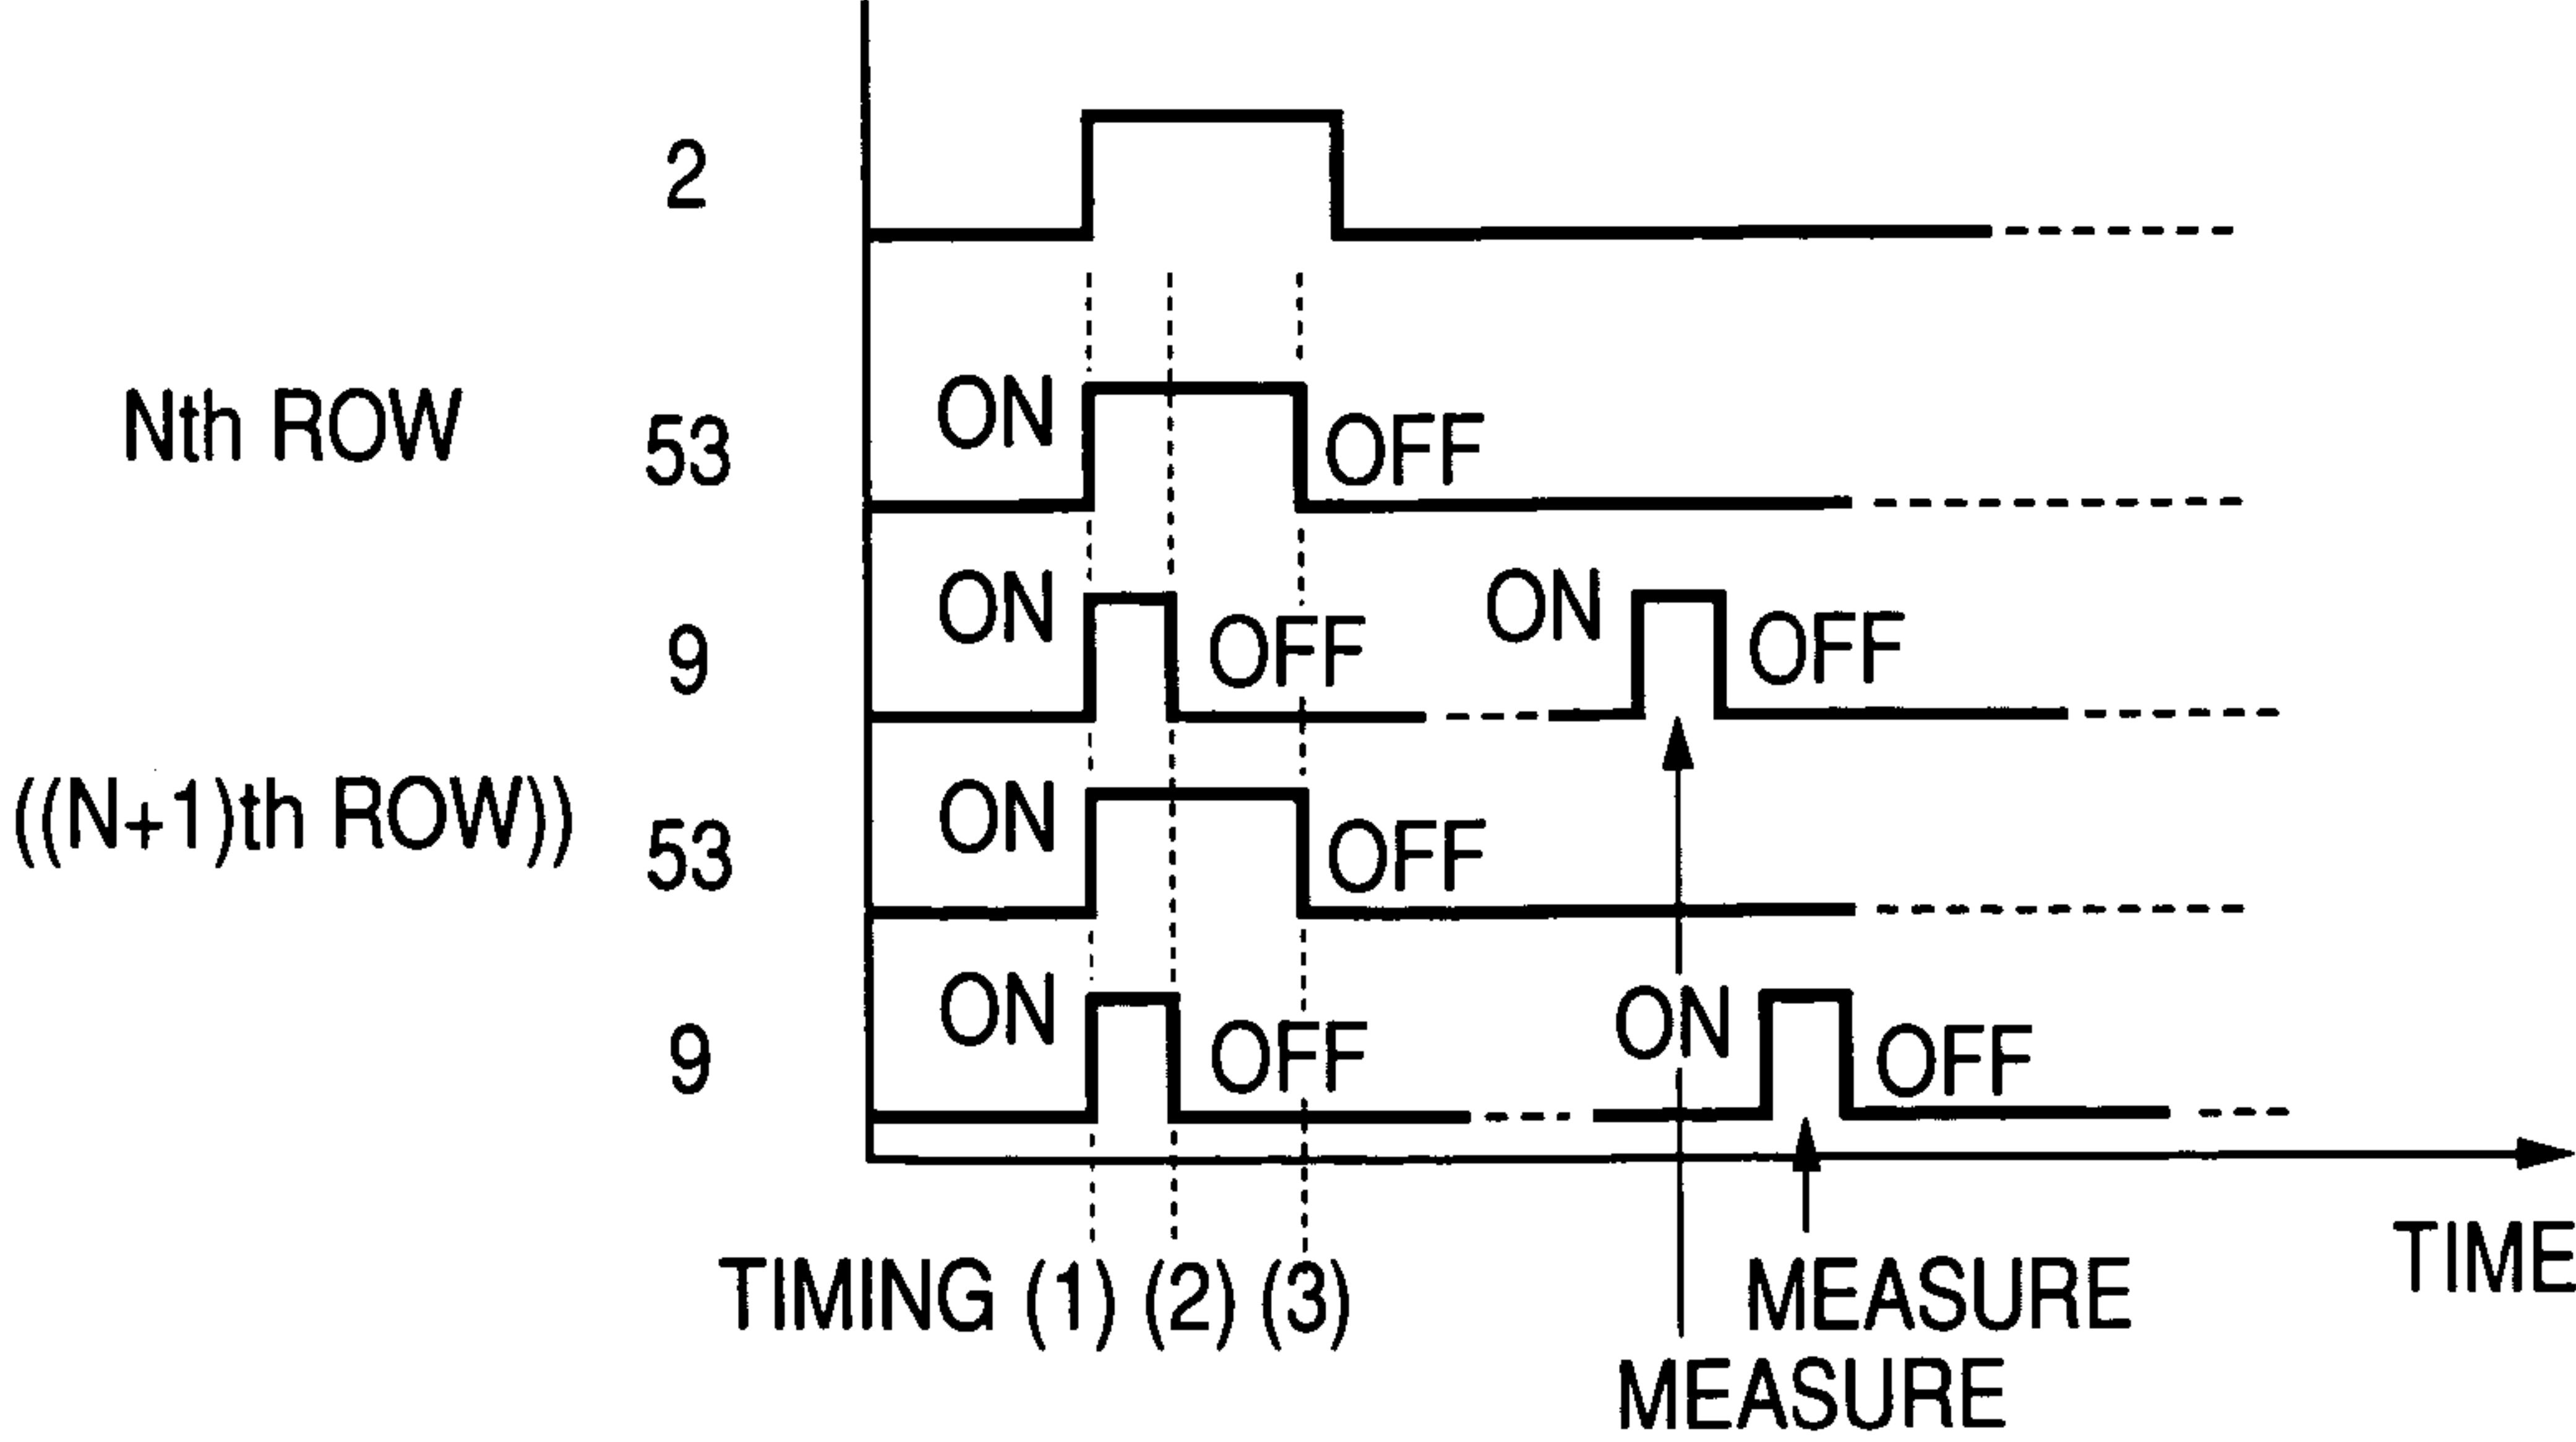 2
Nth ROW 53 ON OFF
9 ON OFF ON OFF
((N+1)th ROW)) 53 ON OFF
9 ON OFF ON OFF
TIMING (1) (2) (3) MEASURE TIME
MEASURE